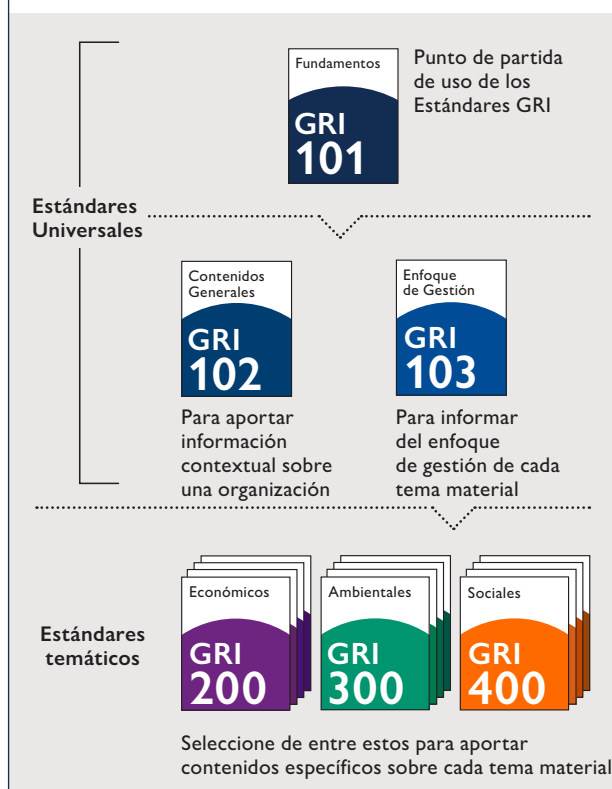 Fundamentos
GRI
101
Punto de partida
de uso de los
Estándares GRI
Estándares
Universales
Contenidos
Generales
GRI
102
Para aportar
información
contextual sobre
una organización
Enfoque
de Gestión
GRI
103
Para informar
del enfoque
de gestión de cada
tema material
Estándares
temáticos
Económicos
GRI
200
Ambientales
GRI
300
Sociales
GRI
400
Seleccione de entre estos para aportar
contenidos específicos sobre cada tema material